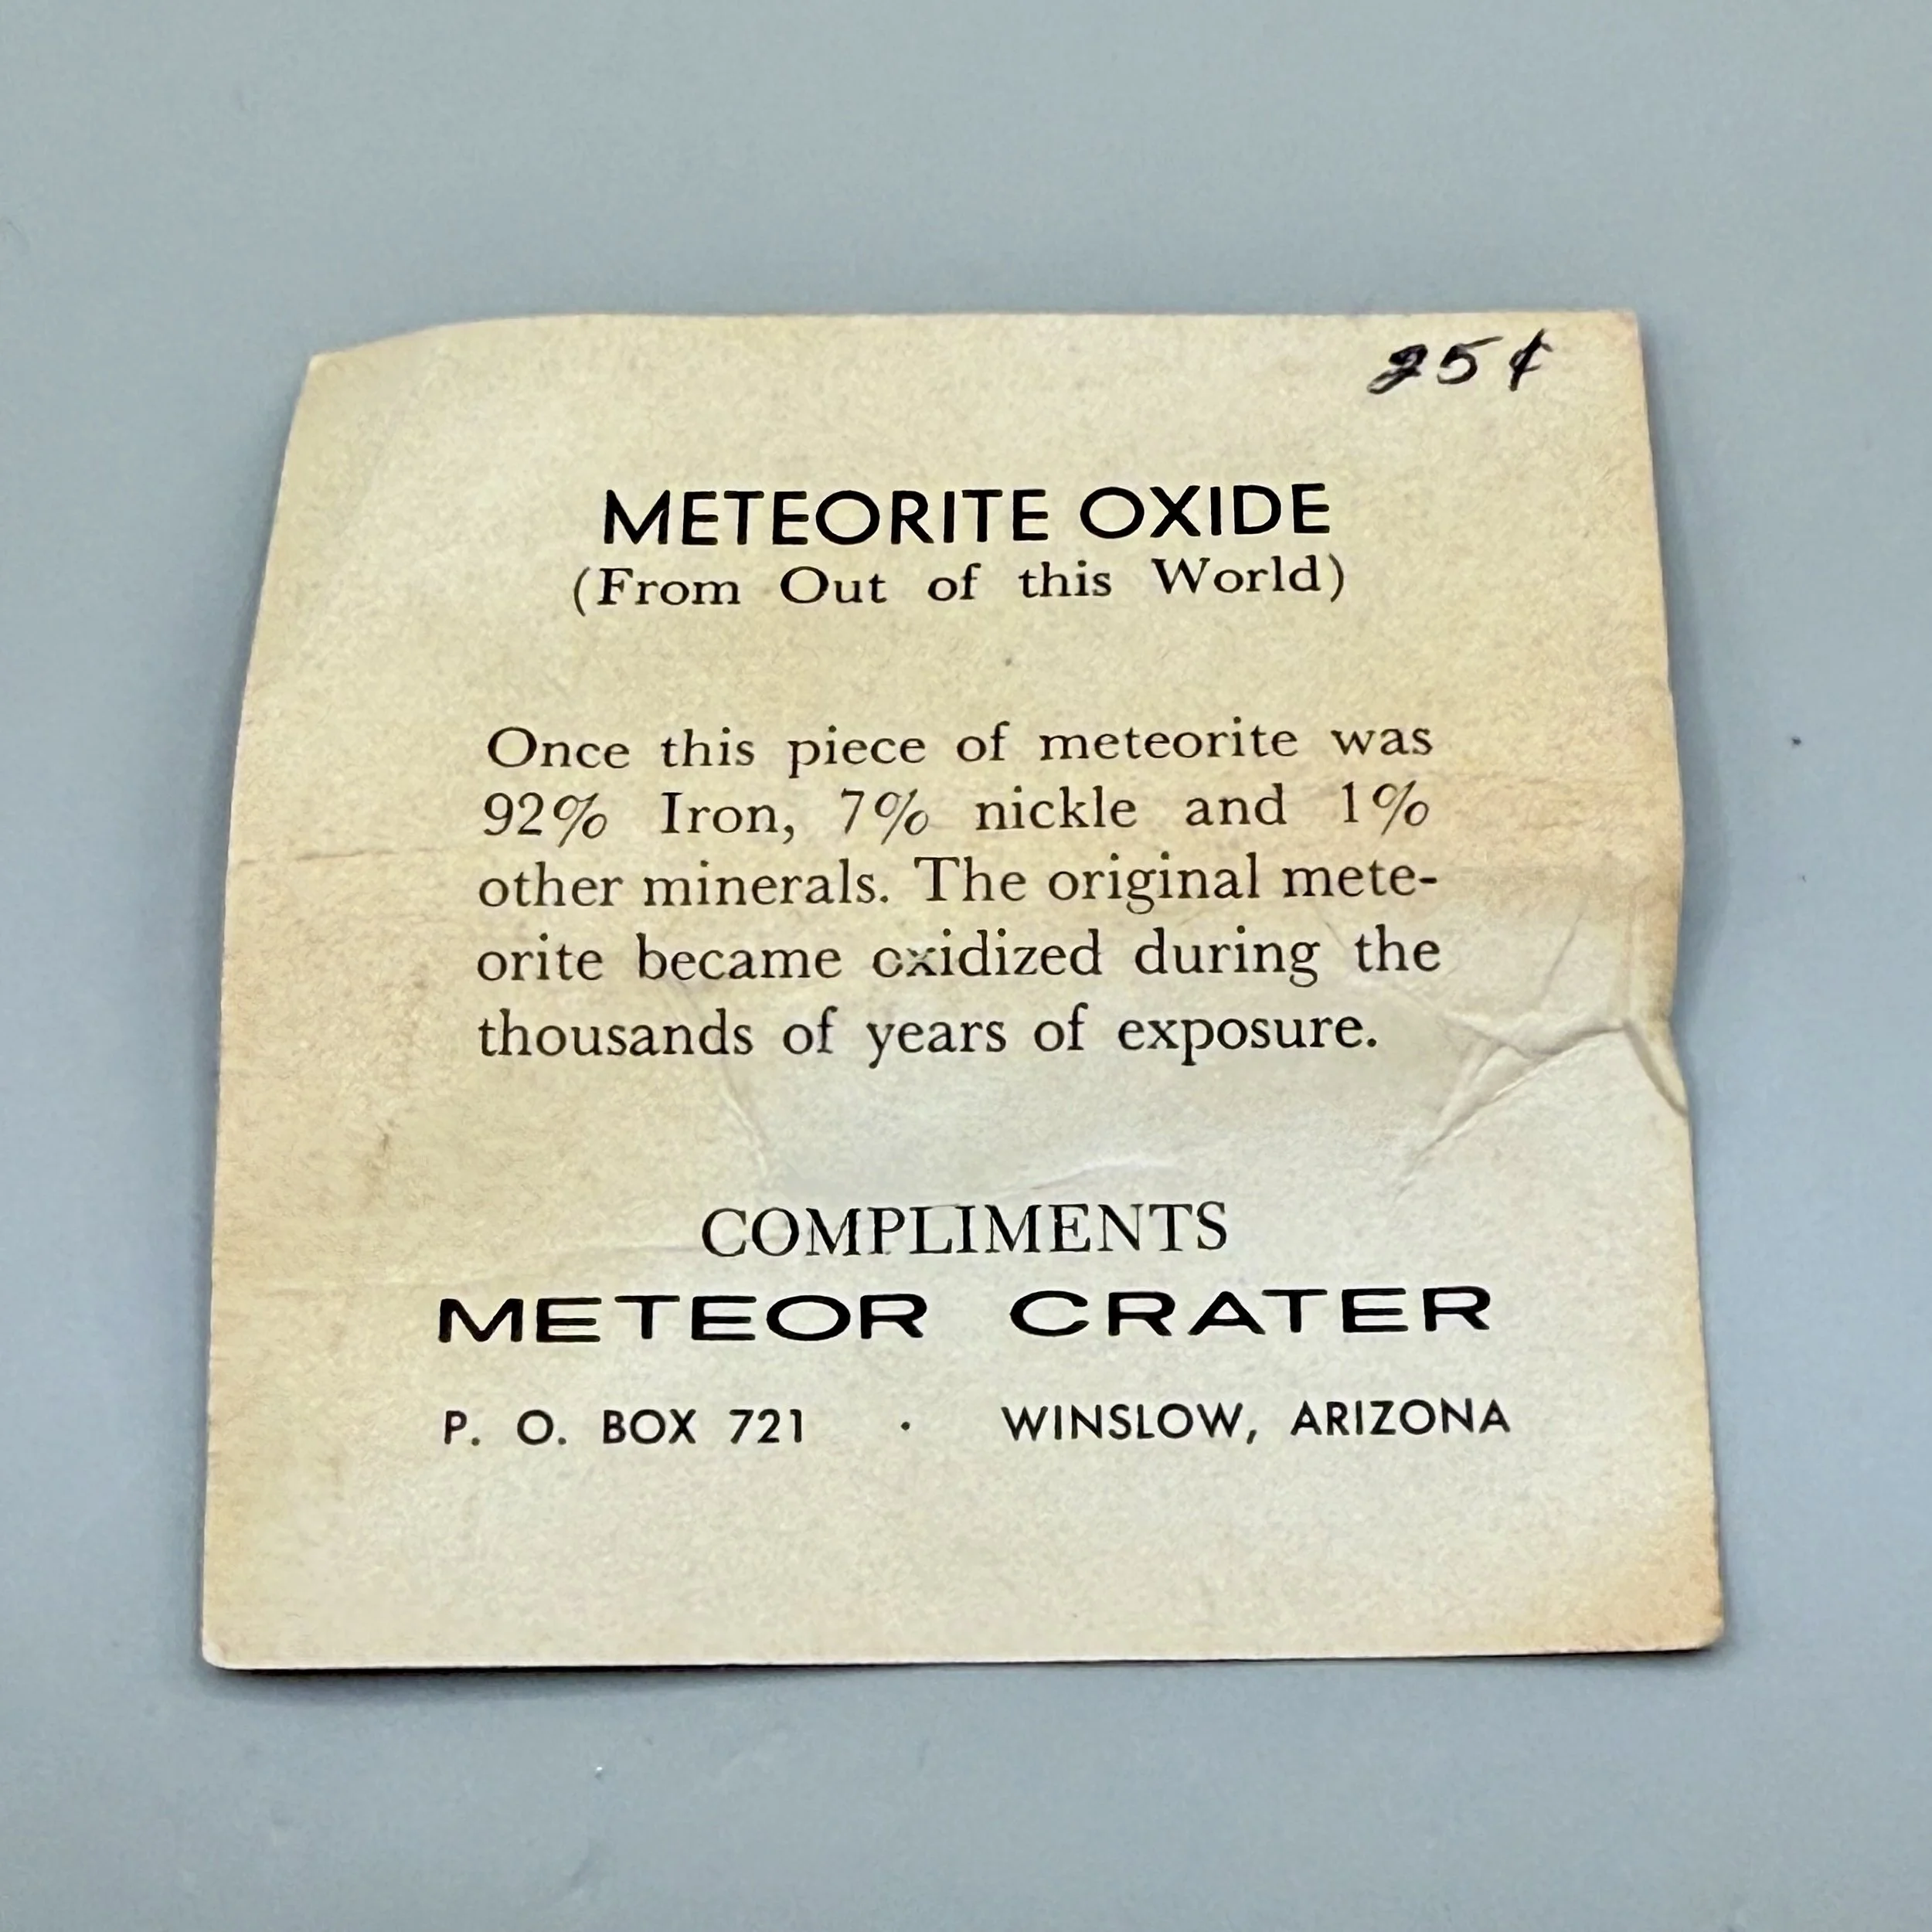 25¢
METEORITE OXIDE
(From Out of this World)
Once this piece of meteorite was
92% Iron, 7% nickle and 1%
other minerals. The original mete-
orite became oxidized during the
thousands of years of exposure.
COMPLIMENTS
METEOR CRATER
P. O. BOX 721 · WINSLOW, ARIZONA